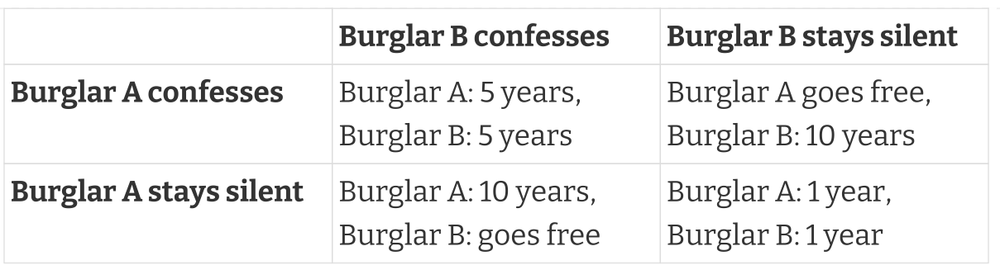 Burglar B confesses
Burglar B stays silent
Burglar A confesses
Burglar A: 5 years,
Burglar B: 5 years
Burglar A goes free,
Burglar B: 10 years
Burglar A stays silent
Burglar A: 10 years,
Burglar B: goes free
Burglar A: 1 year,
Burglar B: 1 year